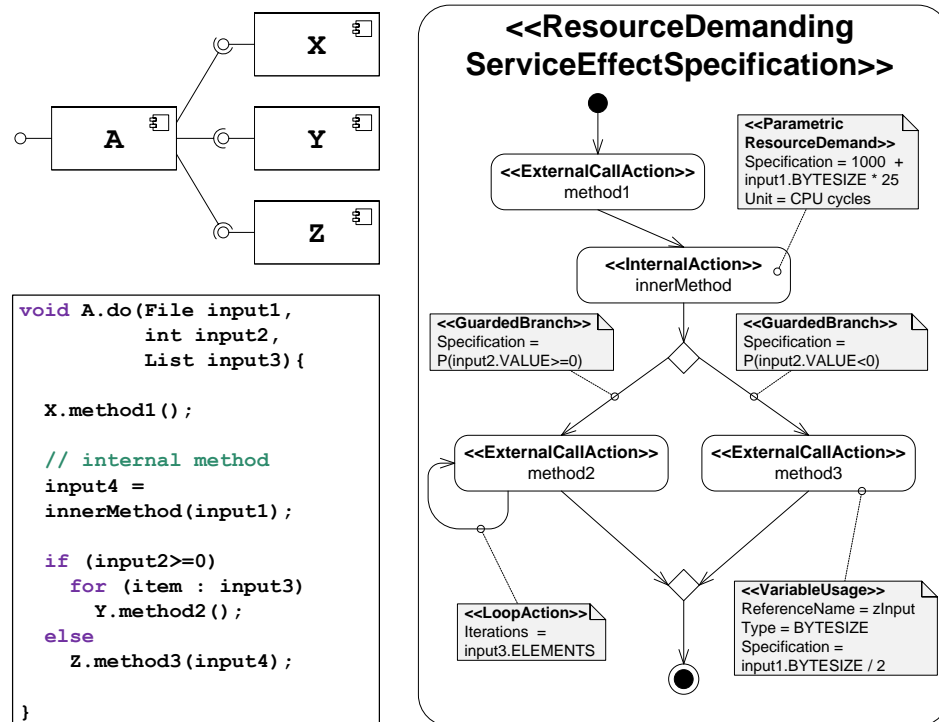 X
A
Y
Z
void A.do(File input1,
int input2,
List input3){
X.method1();
// internal method
input4 =
innerMethod(input1);
if (input2>=0)
for (item : input3)
Y.method2();
else
Z.method3(input4);
}
<<ResourceDemanding
ServiceEffectSpecification>>
<<Parametric
ResourceDemand>>
Specification = 1000 +
input1.BYTESIZE * 25
Unit = CPU cycles
<<ExternalCallAction>>
method1
<<InternalAction>>
innerMethod
<<GuardedBranch>>
Specification =
P(input2.VALUE>=0)
<<GuardedBranch>>
Specification =
P(input2.VALUE<0)
<<ExternalCallAction>>
method2
<<ExternalCallAction>>
method3
<<LoopAction>>
Iterations =
input3.ELEMENTS
<<VariableUsage>>
ReferenceName = zInput
Type = BYTESIZE
Specification =
input1.BYTESIZE / 2